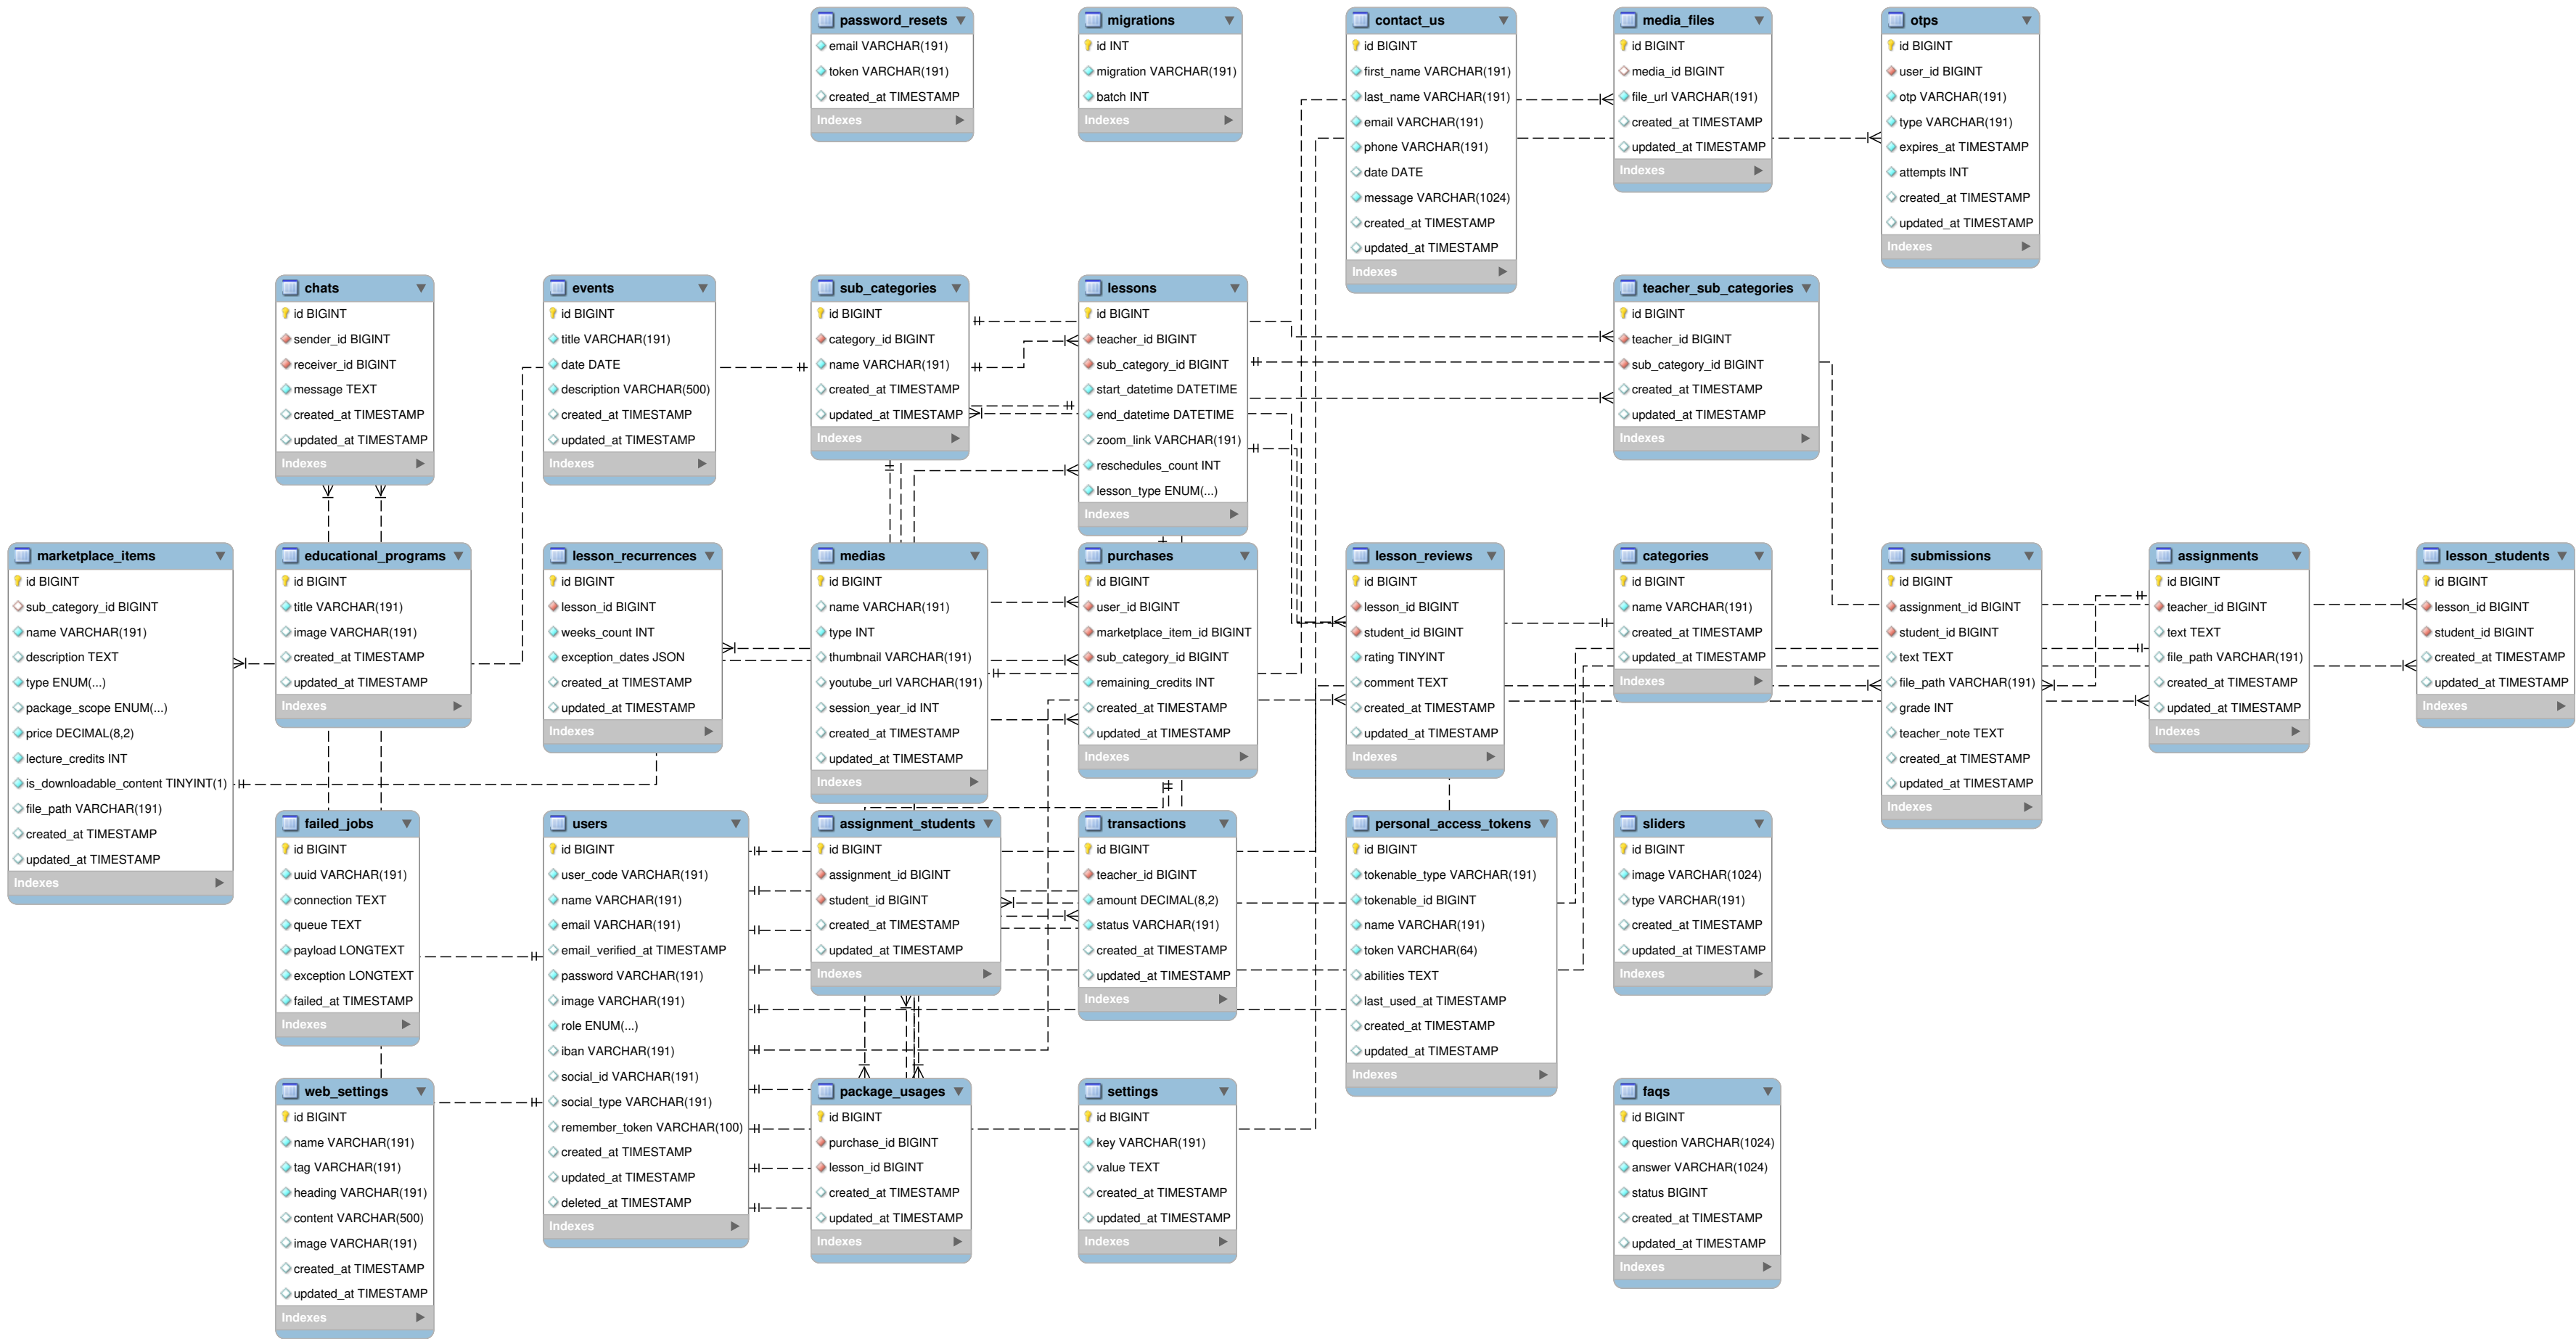 password_resets
email VARCHAR(191)
token VARCHAR(191)
created_at TIMESTAMP
Indexes
migrations
id INT
migration VARCHAR(191)
batch INT
Indexes
contact_us
id BIGINT
first_name VARCHAR(191)
last_name VARCHAR(191)
email VARCHAR(191)
phone VARCHAR(191)
date DATE
message VARCHAR(1024)
created_at TIMESTAMP
updated_at TIMESTAMP
Indexes
media_files
id BIGINT
media_id BIGINT
file_url VARCHAR(191)
created_at TIMESTAMP
updated_at TIMESTAMP
Indexes
otps
id BIGINT
user_id BIGINT
otp VARCHAR(191)
type VARCHAR(191)
expires_at TIMESTAMP
attempts INT
created_at TIMESTAMP
updated_at TIMESTAMP
Indexes
chats
id BIGINT
sender_id BIGINT
receiver_id BIGINT
message TEXT
created_at TIMESTAMP
updated_at TIMESTAMP
Indexes
events
id BIGINT
title VARCHAR(191)
date DATE
description VARCHAR(500)
created_at TIMESTAMP
updated_at TIMESTAMP
Indexes
sub_categories
id BIGINT
category_id BIGINT
name VARCHAR(191)
created_at TIMESTAMP
updated_at TIMESTAMP
Indexes
lessons
id BIGINT
teacher_id BIGINT
sub_category_id BIGINT
start_datetime DATETIME
end_datetime DATETIME
zoom_link VARCHAR(191)
reschedules_count INT
lesson_type ENUM(...)
Indexes
teacher_sub_categories
id BIGINT
teacher_id BIGINT
sub_category_id BIGINT
created_at TIMESTAMP
updated_at TIMESTAMP
Indexes
marketplace_items
id BIGINT
sub_category_id BIGINT
name VARCHAR(191)
description TEXT
type ENUM(...)
package_scope ENUM(...)
price DECIMAL(8,2)
lecture_credits INT
is_downloadable_content TINYINT(1)
file_path VARCHAR(191)
created_at TIMESTAMP
updated_at TIMESTAMP
Indexes
educational_programs
id BIGINT
title VARCHAR(191)
image VARCHAR(191)
created_at TIMESTAMP
updated_at TIMESTAMP
Indexes
lesson_recurrences
id BIGINT
lesson_id BIGINT
weeks_count INT
exception_dates JSON
created_at TIMESTAMP
updated_at TIMESTAMP
Indexes
medias
id BIGINT
name VARCHAR(191)
type INT
thumbnail VARCHAR(191)
youtube_url VARCHAR(191)
session_year_id INT
created_at TIMESTAMP
updated_at TIMESTAMP
Indexes
purchases
id BIGINT
user_id BIGINT
marketplace_item_id BIGINT
sub_category_id BIGINT
remaining_credits INT
created_at TIMESTAMP
updated_at TIMESTAMP
Indexes
lesson_reviews
id BIGINT
lesson_id BIGINT
student_id BIGINT
rating TINYINT
comment TEXT
created_at TIMESTAMP
updated_at TIMESTAMP
Indexes
categories
id BIGINT
name VARCHAR(191)
created_at TIMESTAMP
updated_at TIMESTAMP
Indexes
submissions
id BIGINT
assignment_id BIGINT
student_id BIGINT
text TEXT
file_path VARCHAR(191)
grade INT
teacher_note TEXT
created_at TIMESTAMP
updated_at TIMESTAMP
Indexes
assignments
id BIGINT
teacher_id BIGINT
text TEXT
file_path VARCHAR(191)
created_at TIMESTAMP
updated_at TIMESTAMP
Indexes
lesson_students
id BIGINT
lesson_id BIGINT
student_id BIGINT
created_at TIMESTAMP
updated_at TIMESTAMP
Indexes
failed_jobs
id BIGINT
uuid VARCHAR(191)
connection TEXT
queue TEXT
payload LONGTEXT
exception LONGTEXT
failed_at TIMESTAMP
Indexes
users
id BIGINT
user_code VARCHAR(191)
name VARCHAR(191)
email VARCHAR(191)
email_verified_at TIMESTAMP
password VARCHAR(191)
image VARCHAR(191)
role ENUM(...)
iban VARCHAR(191)
social_id VARCHAR(191)
social_type VARCHAR(191)
remember_token VARCHAR(100)
created_at TIMESTAMP
updated_at TIMESTAMP
deleted_at TIMESTAMP
Indexes
assignment_students
id BIGINT
assignment_id BIGINT
student_id BIGINT
created_at TIMESTAMP
updated_at TIMESTAMP
Indexes
transactions
id BIGINT
teacher_id BIGINT
amount DECIMAL(8,2)
status VARCHAR(191)
created_at TIMESTAMP
updated_at TIMESTAMP
Indexes
personal_access_tokens
id BIGINT
tokenable_type VARCHAR(191)
tokenable_id BIGINT
name VARCHAR(191)
token VARCHAR(64)
abilities TEXT
last_used_at TIMESTAMP
created_at TIMESTAMP
updated_at TIMESTAMP
Indexes
sliders
id BIGINT
image VARCHAR(1024)
type VARCHAR(191)
created_at TIMESTAMP
updated_at TIMESTAMP
Indexes
web_settings
id BIGINT
name VARCHAR(191)
tag VARCHAR(191)
heading VARCHAR(191)
content VARCHAR(500)
image VARCHAR(191)
created_at TIMESTAMP
updated_at TIMESTAMP
Indexes
package_usages
id BIGINT
purchase_id BIGINT
lesson_id BIGINT
created_at TIMESTAMP
updated_at TIMESTAMP
Indexes
settings
id BIGINT
key VARCHAR(191)
value TEXT
created_at TIMESTAMP
updated_at TIMESTAMP
Indexes
faqs
id BIGINT
question VARCHAR(1024)
answer VARCHAR(1024)
status BIGINT
created_at TIMESTAMP
updated_at TIMESTAMP
Indexes